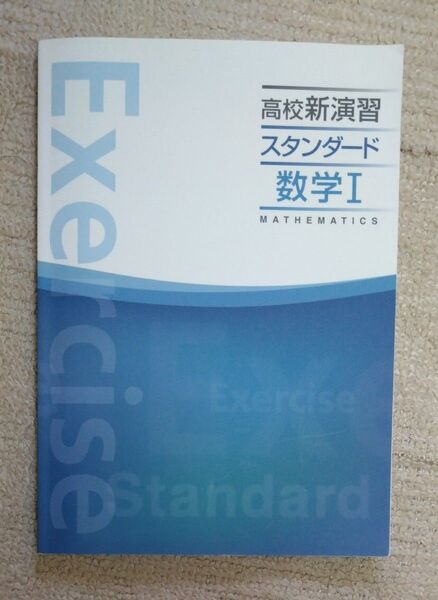 Exercise
高校新演習
スタンダード
数学I
MATHEMATICS
Exercise
Standard